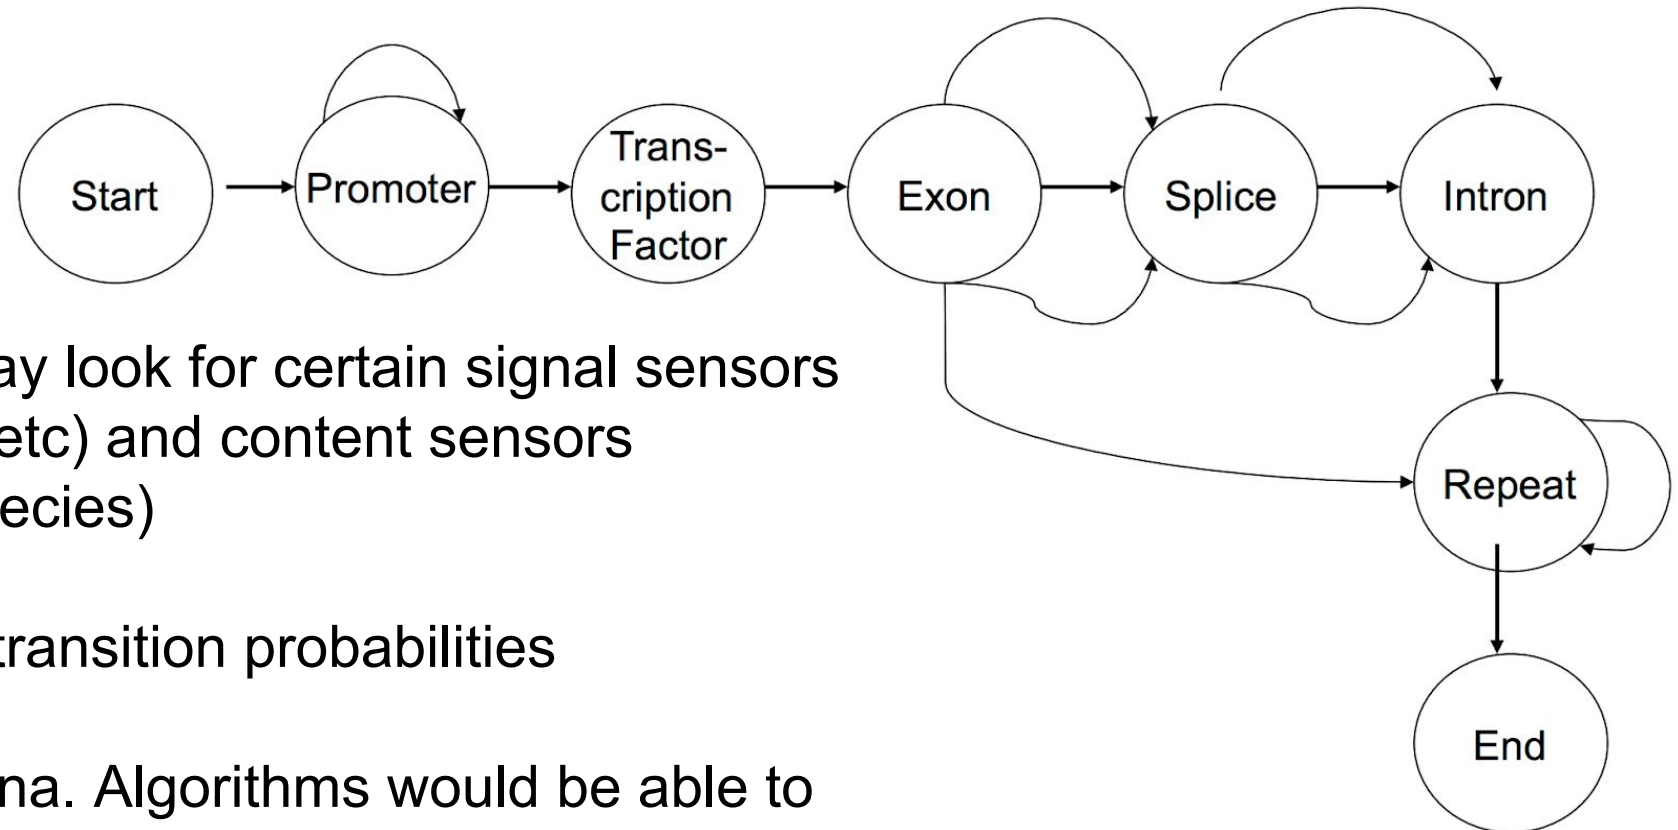 Start
Promoter
Trans-
cription
Factor
Exon
Splice
Intron
ay look for certain signal sensors
etc) and content sensors
ecies)
Repeat
transition probabilities
End
na. Algorithms would be able to